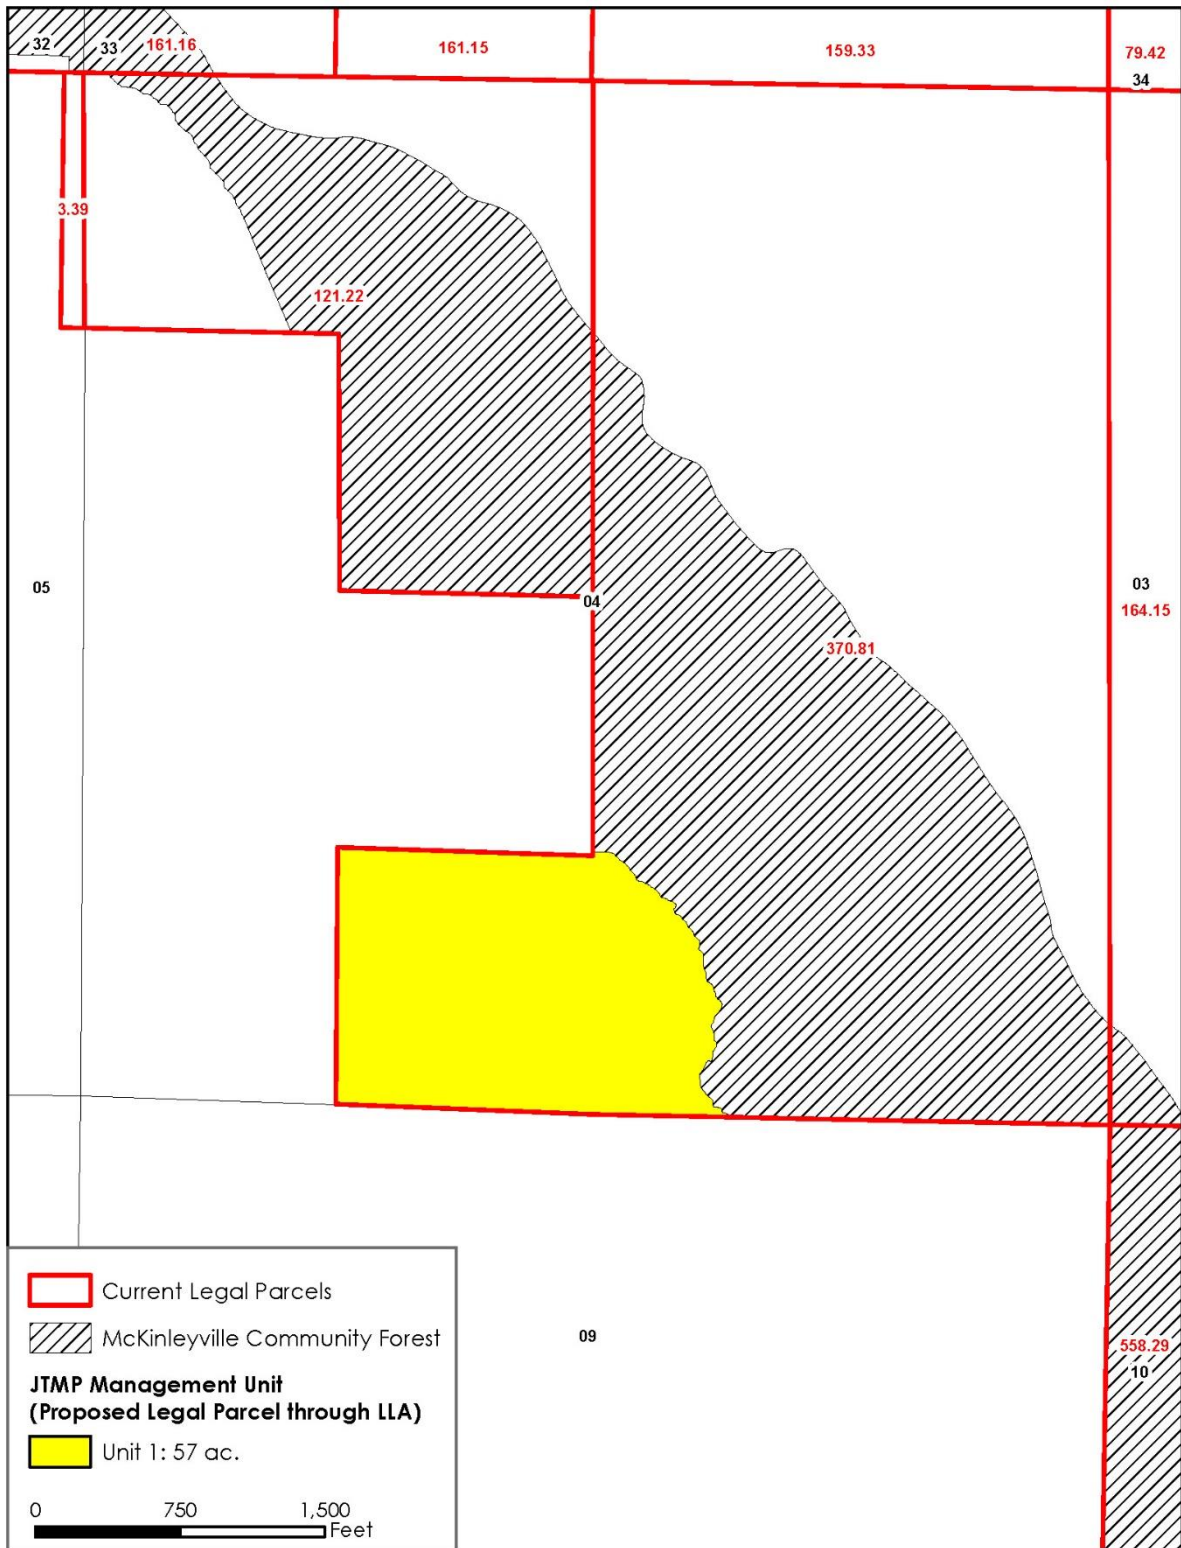 32
33
161.16
161.15
159.33
79.42
34
3.39
121.22
05
04
03
164.15
370.81
09
558.29
10
Current Legal Parcels
McKinleyville Community Forest
JTMP Management Unit
(Proposed Legal Parcel through LLA)
Unit 1: 57 ac.
0 750 1,500
Feet